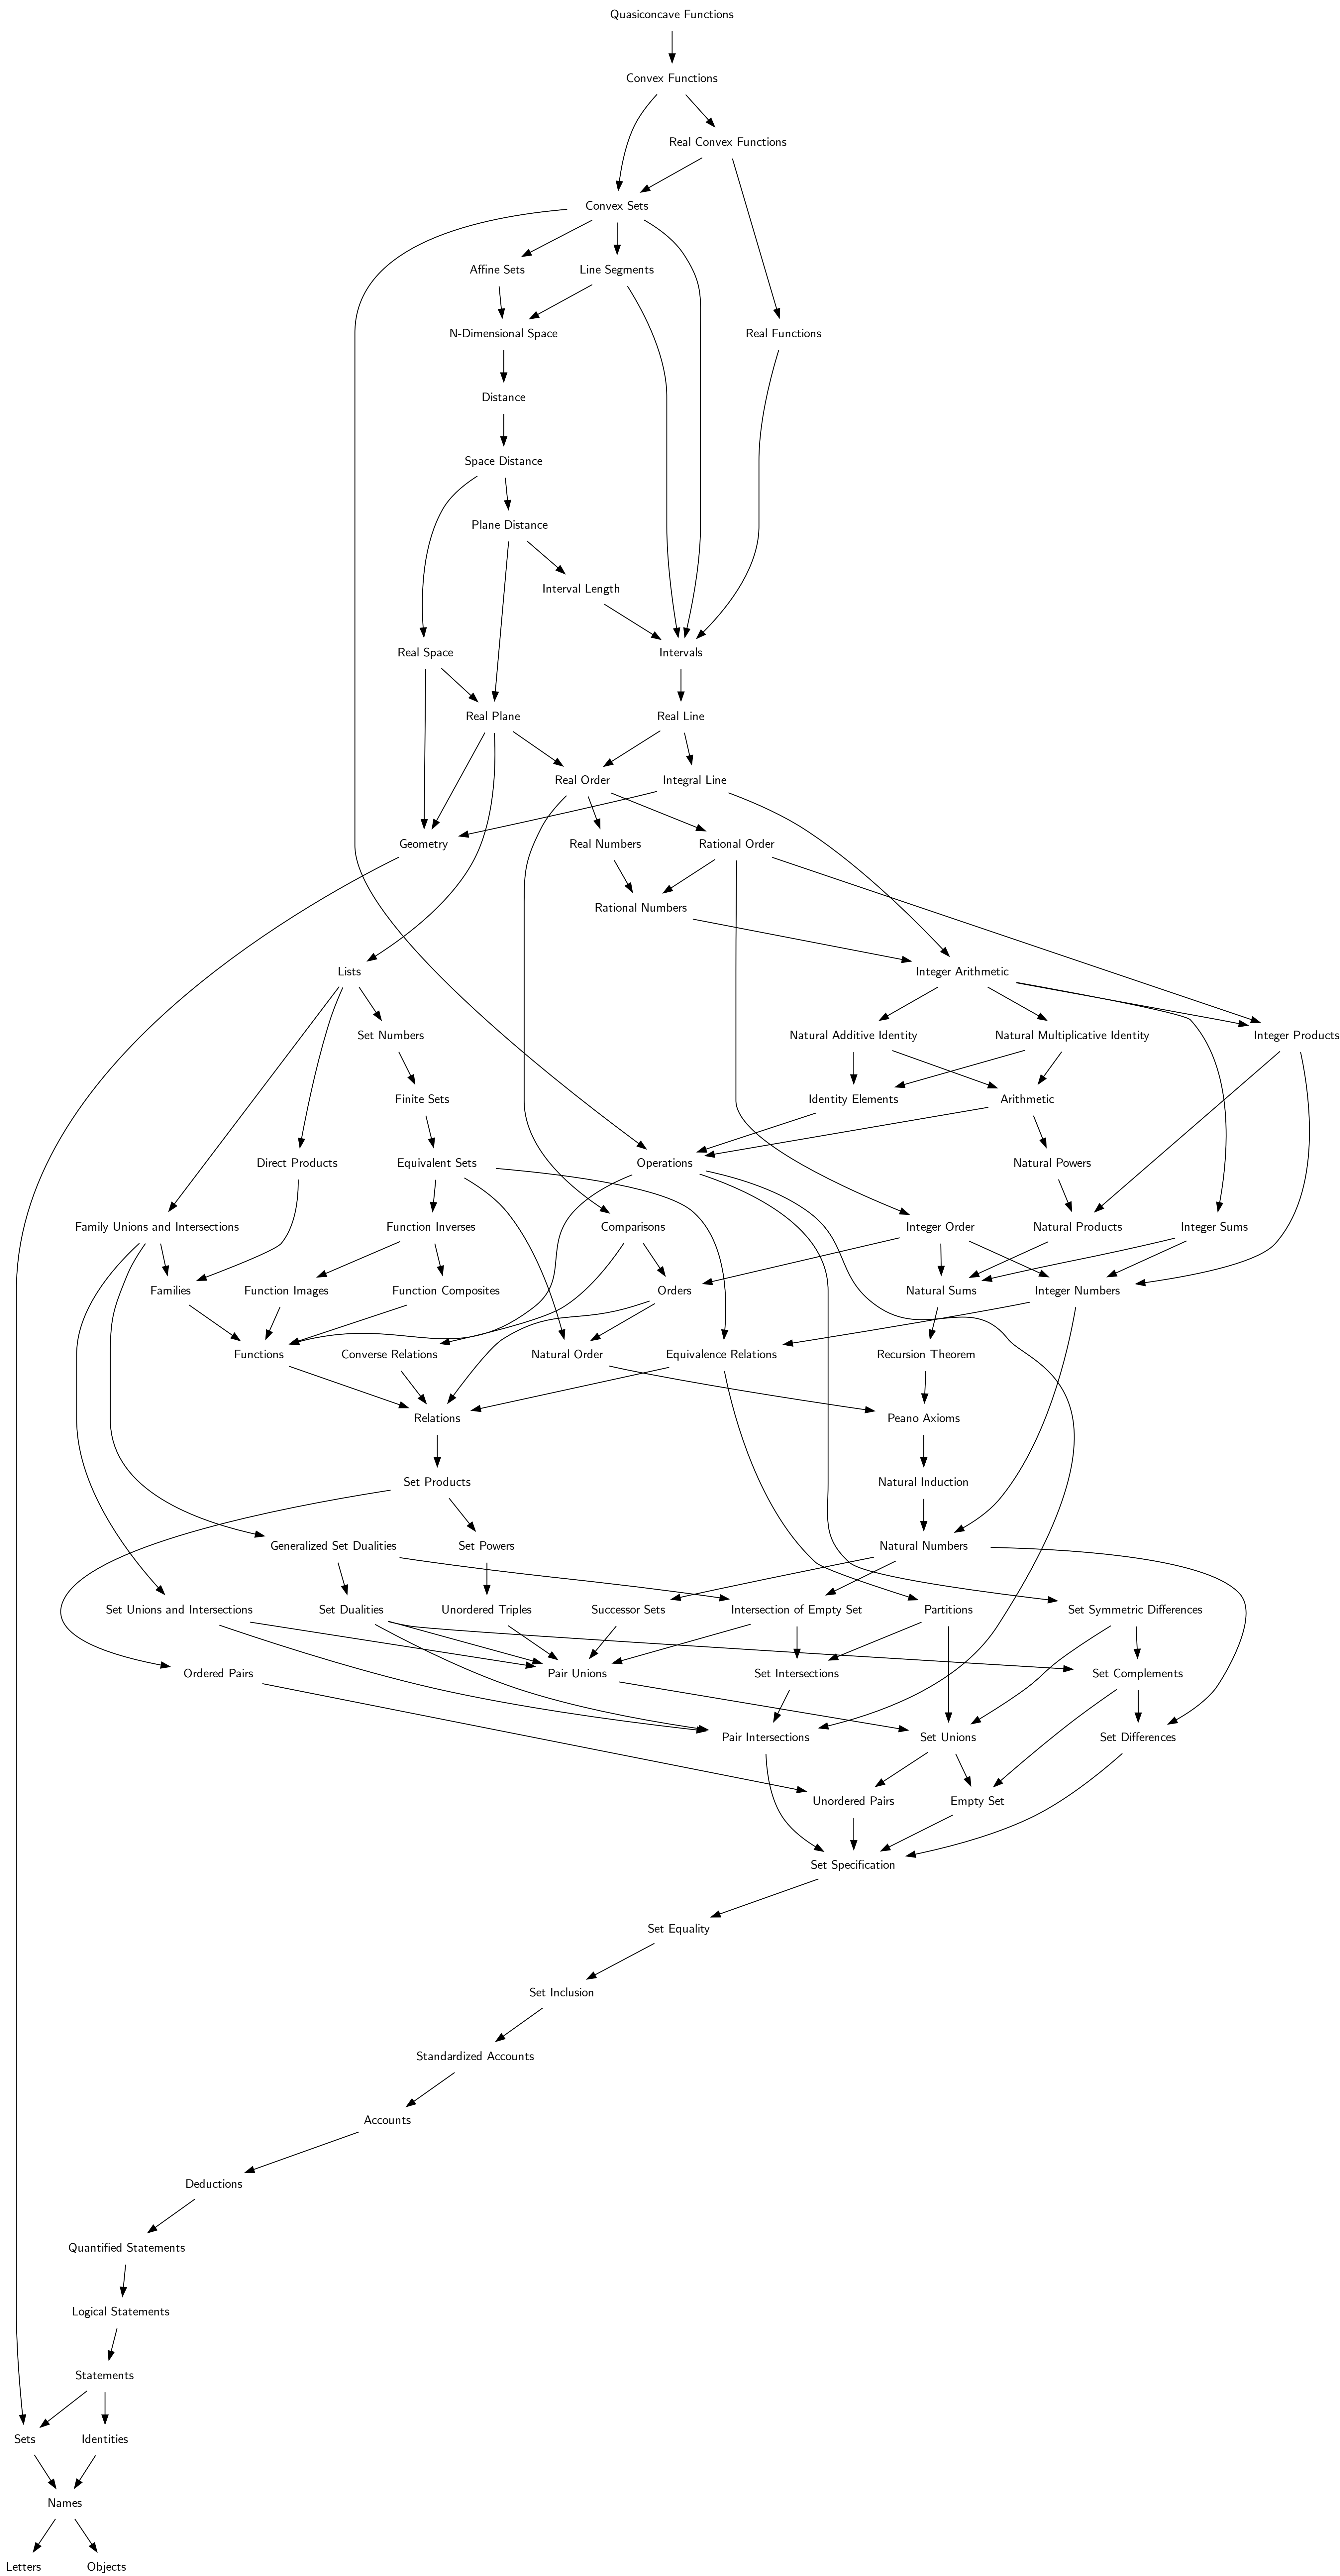 Quasiconcave Functions
Convex Functions
Real Convex Functions
Convex Sets
Affine Sets
Line Segments
N-Dimensional Space
Real Functions
Distance
Space Distance
Plane Distance
Interval Length
Real Space
Intervals
Real Plane
Real Line
Real Order
Integral Line
Geometry
Real Numbers
Rational Order
Rational Numbers
Lists
Integer Arithmetic
Set Numbers
Natural Additive Identity
Natural Multiplicative Identity
Integer Products
Finite Sets
Identity Elements
Arithmetic
Direct Products
Equivalent Sets
Operations
Natural Powers
Family Unions and Intersections
Function Inverses
Comparisons
Integer Order
Natural Products
Integer Sums
Families
Function Images
Function Composites
Orders
Natural Sums
Integer Numbers
Functions
Converse Relations
Natural Order
Equivalence Relations
Recursion Theorem
Relations
Peano Axioms
Set Products
Natural Induction
Generalized Set Dualities
Set Powers
Natural Numbers
Set Unions and Intersections
Set Dualities
Unordered Triples
Successor Sets
Intersection of Empty Set
Partitions
Set Symmetric Differences
Ordered Pairs
Pair Unions
Set Intersections
Set Complements
Pair Intersections
Set Unions
Set Differences
Unordered Pairs
Empty Set
Set Specification
Set Equality
Set Inclusion
Standardized Accounts
Accounts
Deductions
Quantified Statements
Logical Statements
Statements
Sets
Identities
Names
Letters
Objects